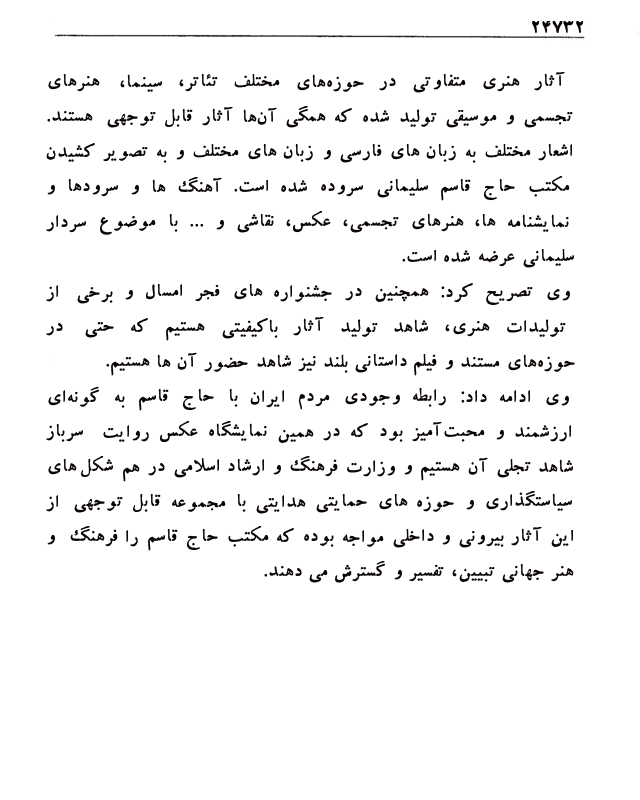 ۲۴۷۳۲
آثار هنری متفاوتی در حوزه‌های مختلف تئاتر، سینما، هنرهای
تجسمی و موسیقی تولید شده که همگی آن‌ها آثار قابل توجهی هستند.
اشعار مختلف به زبان های فارسی و زبان های مختلف و به تصویر کشیدن
مکتب حاج قاسم سلیمانی سروده شده است. آهنگ ها و سرودها و
نمایشنامه ها، هنرهای تجسمی، عکس، نقاشی و ... با موضوع سردار
سلیمانی عرضه شده است.
وی تصریح کرد: همچنین در جشنواره های فجر امسال و برخی از
تولیدات هنری، شاهد تولید آثار باکیفیتی هستیم که حتی در
حوزه‌های مستند و فیلم داستانی بلند نیز شاهد حضور آن ها هستیم.
وی ادامه داد: رابطه وجودی مردم ایران با حاج قاسم به گونه‌ای
ارزشمند و محبت‌آمیز بود که در همین نمایشگاه عکس روایت سرباز
شاهد تجلی آن هستیم و وزارت فرهنگ و ارشاد اسلامی در هم شکل‌های
سیاستگذاری و حوزه های حمایتی هدایتی با مجموعه قابل توجهی از
این آثار بیرونی و داخلی مواجه بوده که مکتب حاج قاسم را فرهنگ و
هنر جهانی تبیین، تفسیر و گسترش می دهند.